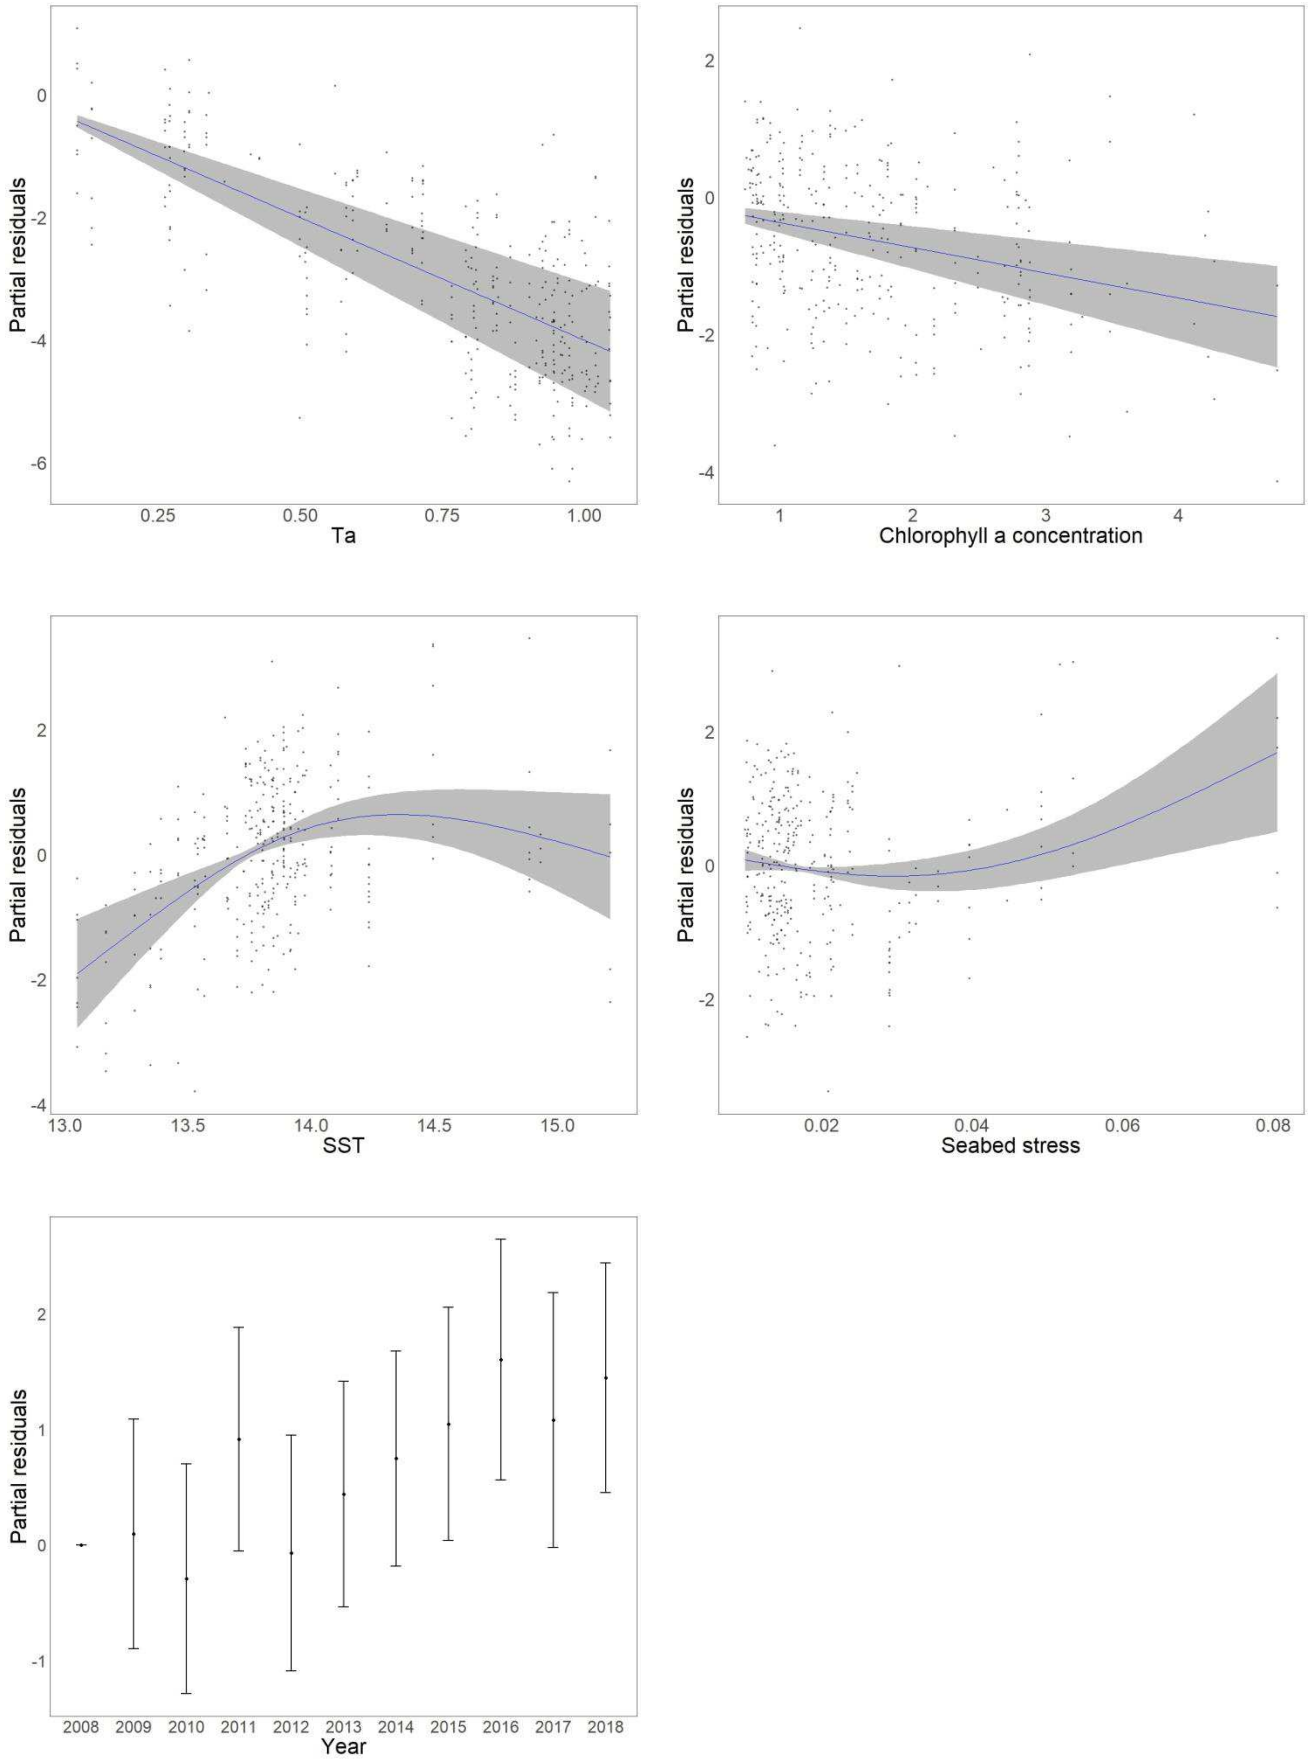 Partial residuals
0
-2
-4
-6
0.25 0.50 0.75 1.00
Ta
Partial residuals
2
0
-2
-4
1 2 3 4
Chlorophyll a concentration
Partial residuals
2
0
-2
-4
13.0 13.5 14.0 14.5 15.0
SST
Partial residuals
2
0
-2
0.02 0.04 0.06 0.08
Seabed stress
Partial residuals
2
1
0
-1
2008 2009 2010 2011 2012 2013 2014 2015 2016 2017 2018
Year